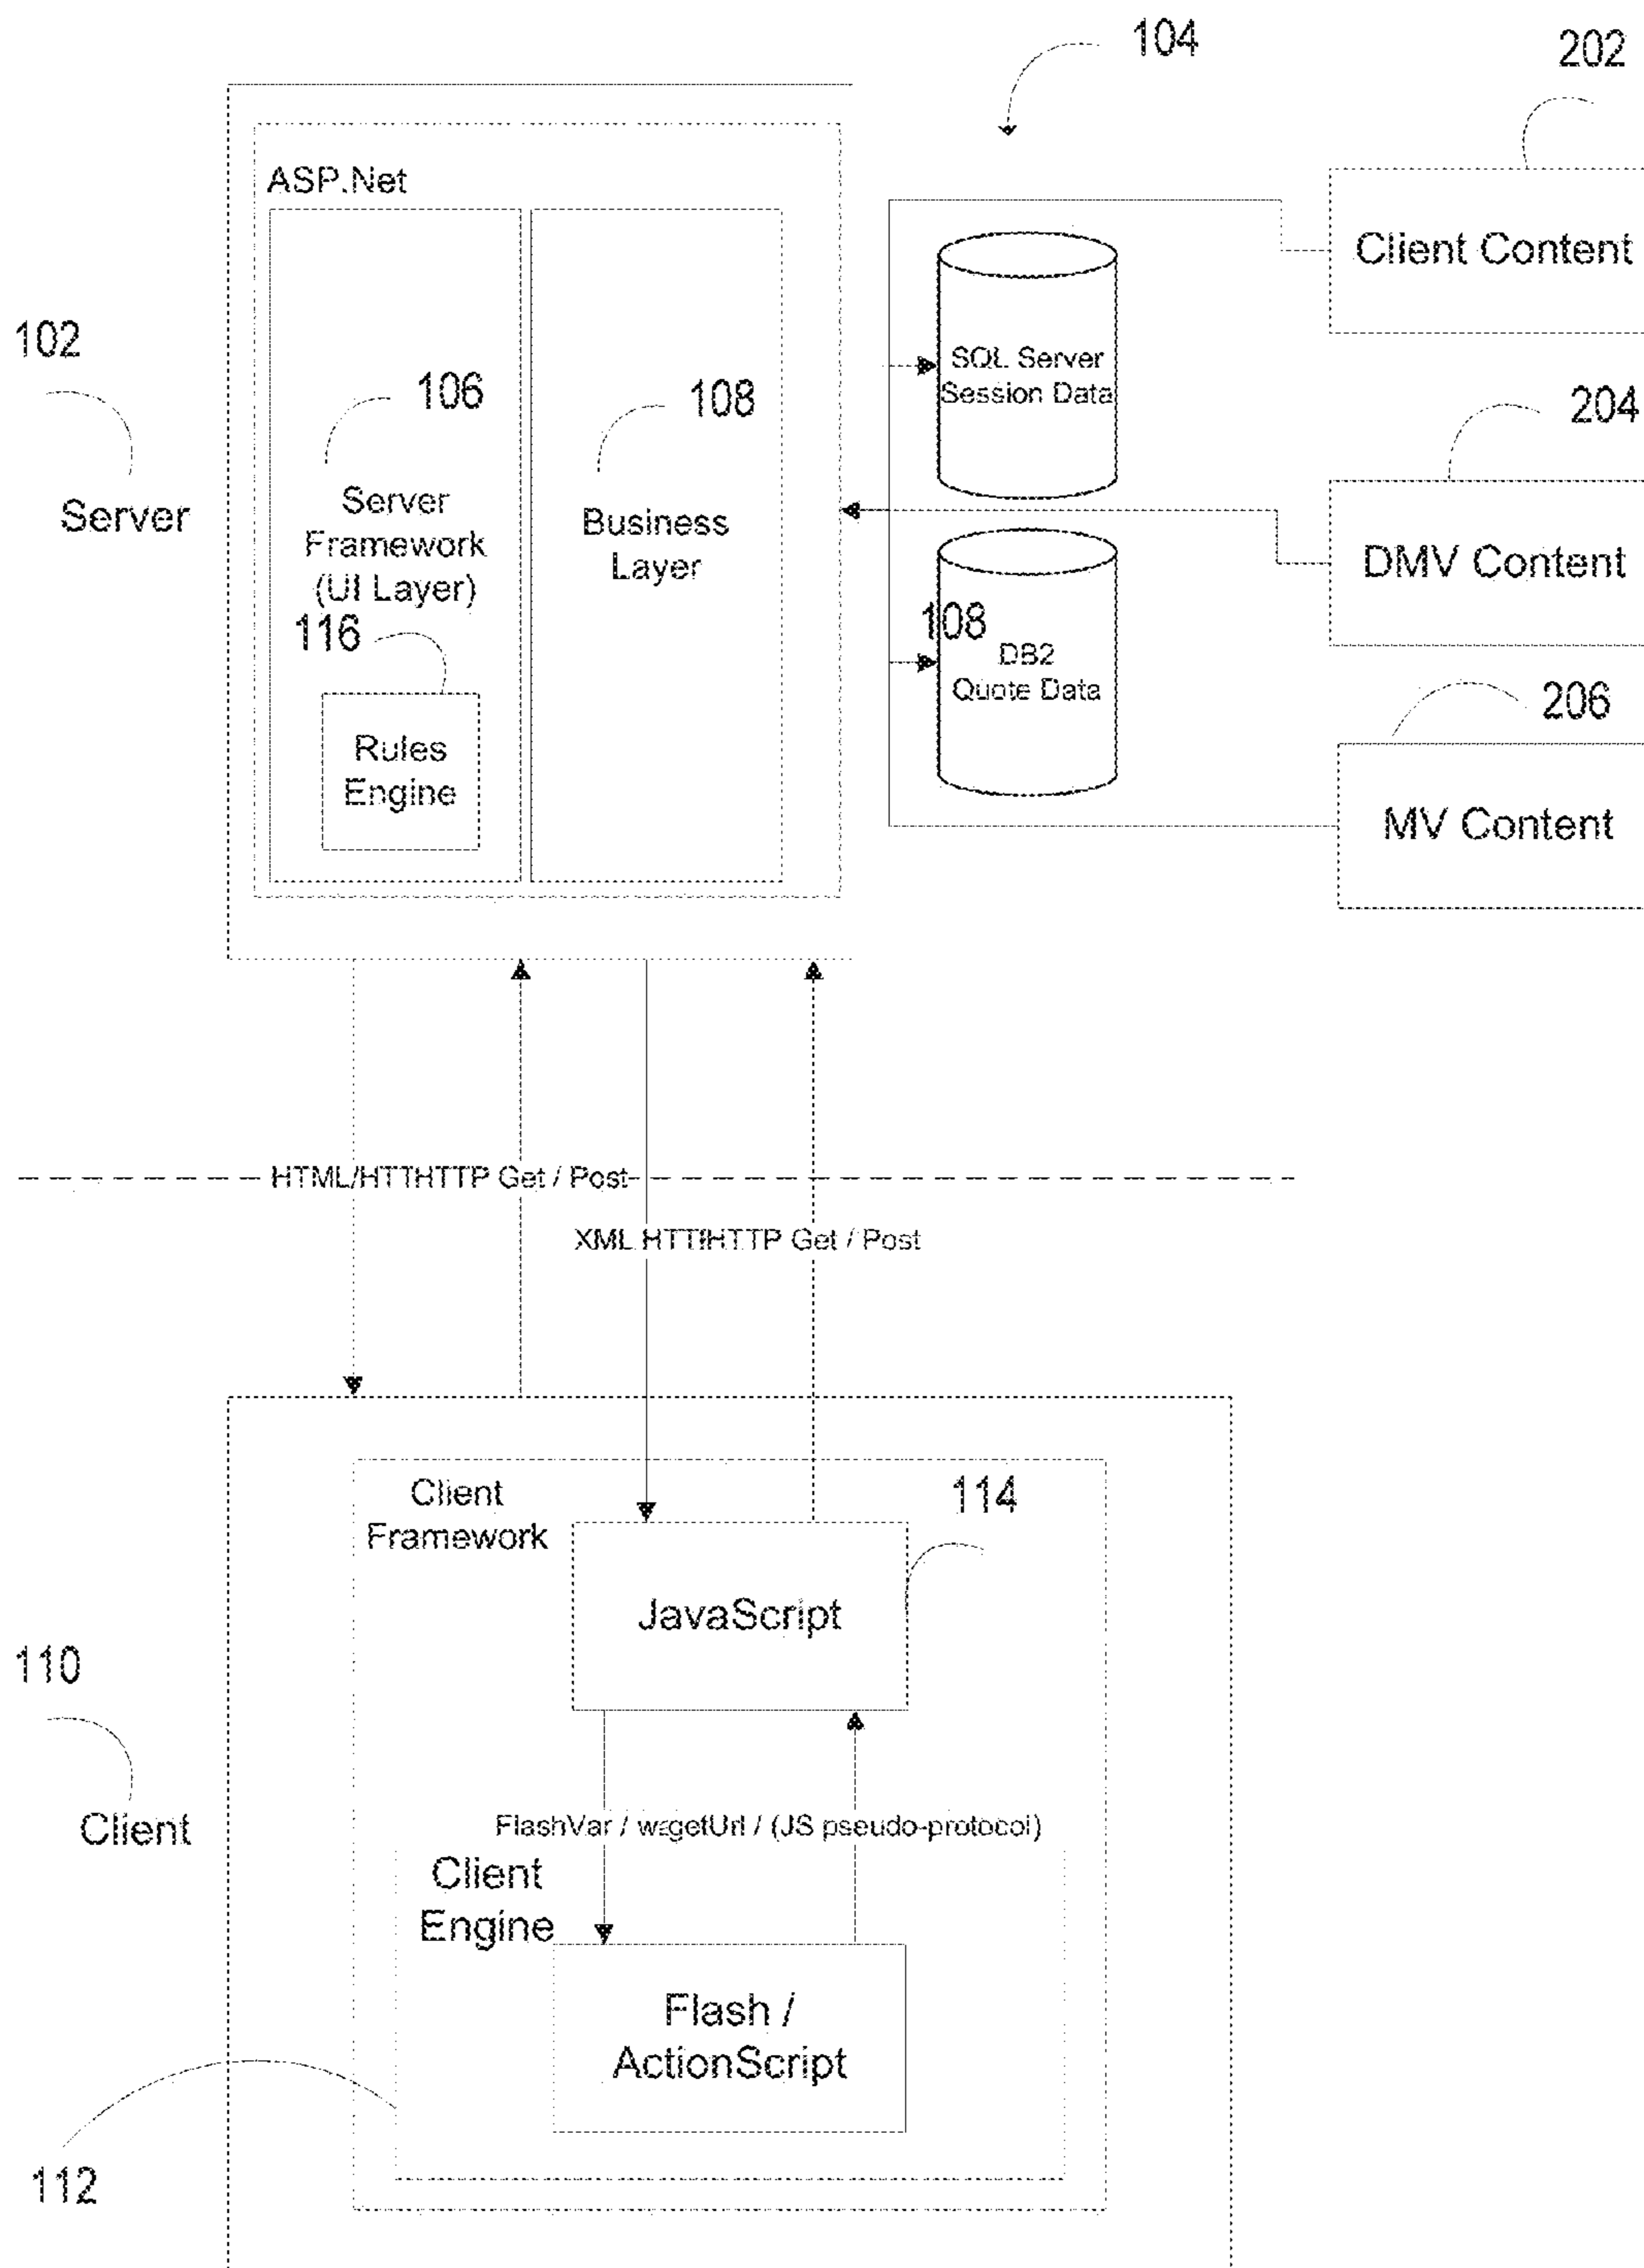 104
202
ASP.Net
Client Content
102
106
108
SQL Server
Session Data
204
Server
Server
Framework
(UI Layer)
Business
Layer
DMV Content
116
108
DB2
Quote Data
206
Rules
Engine
MV Content
HTML/HTTHTTP Get / Post
XML HTTHTTP Get / Post
Client
Framework
114
JavaScript
110
Client
FlashVar / getUrl / (JS pseudo-protocol)
Client
Engine
Flash /
ActionScript
112